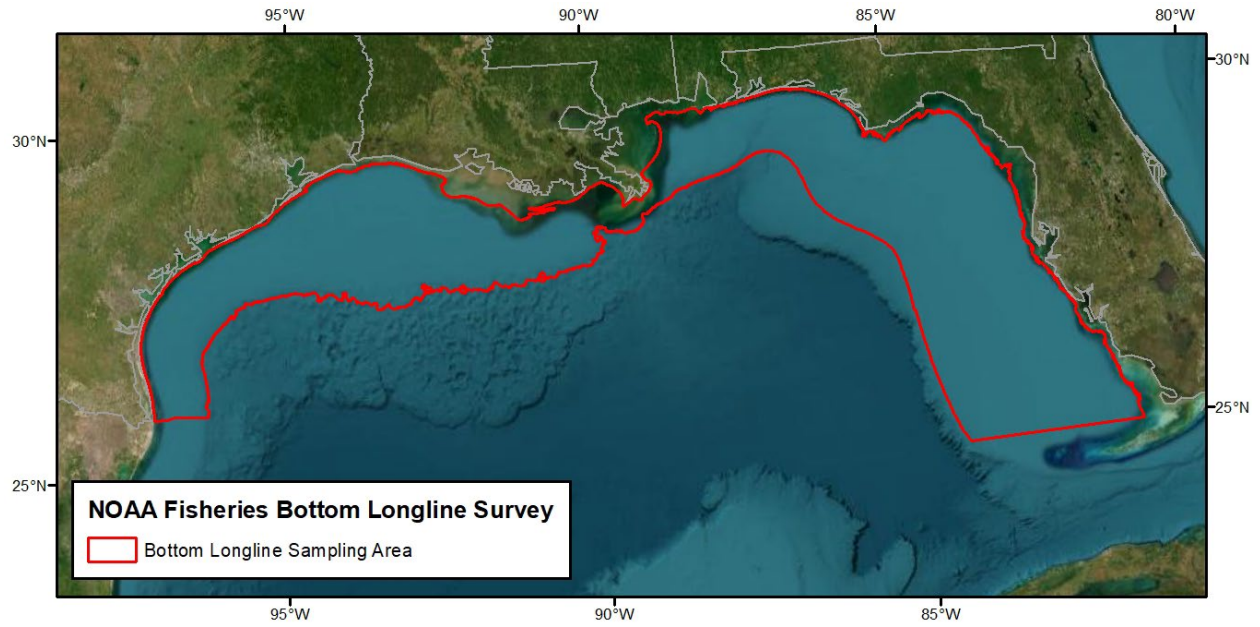 95°W 90°W 85°W 80°W
30°N
30°N
25°N
25°N
NOAA Fisheries Bottom Longline Survey
Bottom Longline Sampling Area
95°W 90°W 85°W